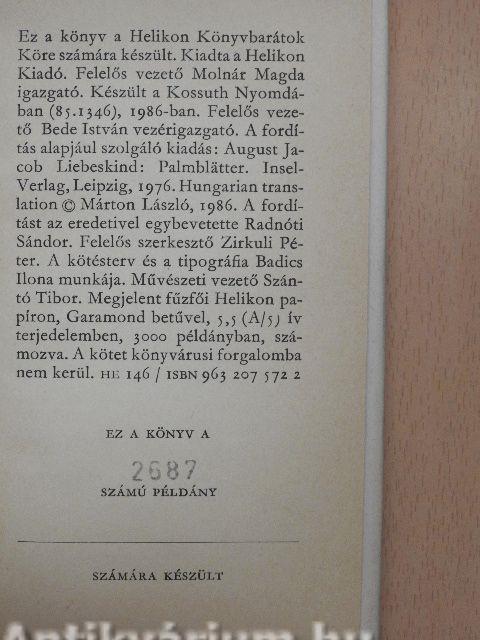 Ez a könyv a Helikon Könyvbarátok
Köre számára készült. Kiadta a Helikon
Kiadó. Felelős vezető Molnár Magda
igazgató. Készült a Kossuth Nyomdá-
ban (85.1346), 1986-ban. Felelős veze-
tő Bede István vezérigazgató. A fordí-
tás alapjául szolgáló kiadás: August Ja-
cob Liebeskind: Palmblätter. Insel-
Verlag, Leipzig, 1976. Hungarian trans-
lation © Márton László, 1986. A fordí-
tást az eredetivel egybevetette Radnóti
Sándor. Felelős szerkesztő Zirkuli Pé-
ter. A kötésterv és a tipográfia Badics
Ilona munkája. Művészeti vezető Szán-
tó Tibor. Megjelent fűzfői Helikon pa-
píron, Garamond betűvel, 5,5 (A/5) ív
terjedelemben, 3000 példányban, szá-
mozva. A kötet könyvárusi forgalomba
nem kerül. HE 146 / ISBN 963 207 572 2
EZ A KÖNYV A
2687
SZÁMÚ PÉLDÁNY
SZÁMÁRA KÉSZÜLT
Antikvárium.hu